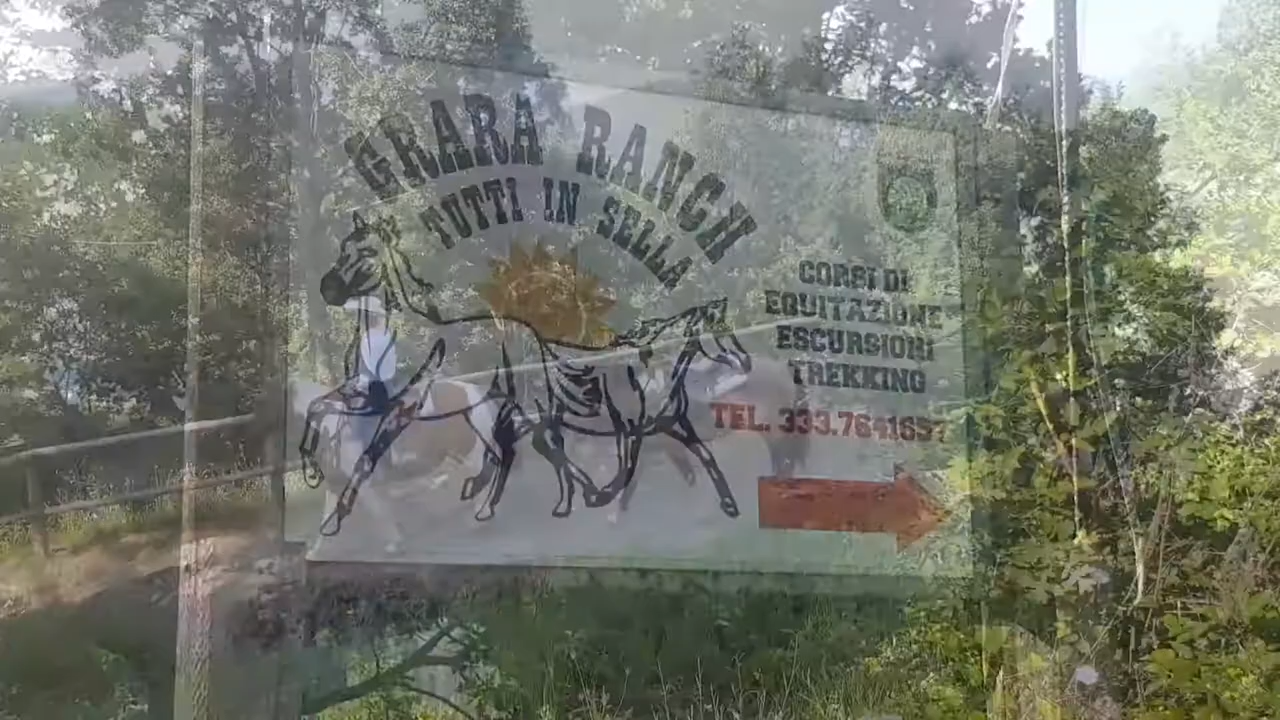 GRARA RANCH
TUTTI IN SELLA
CORSI DI
EQUITAZIONE
ESCURSIONI
TREKKING
TEL.